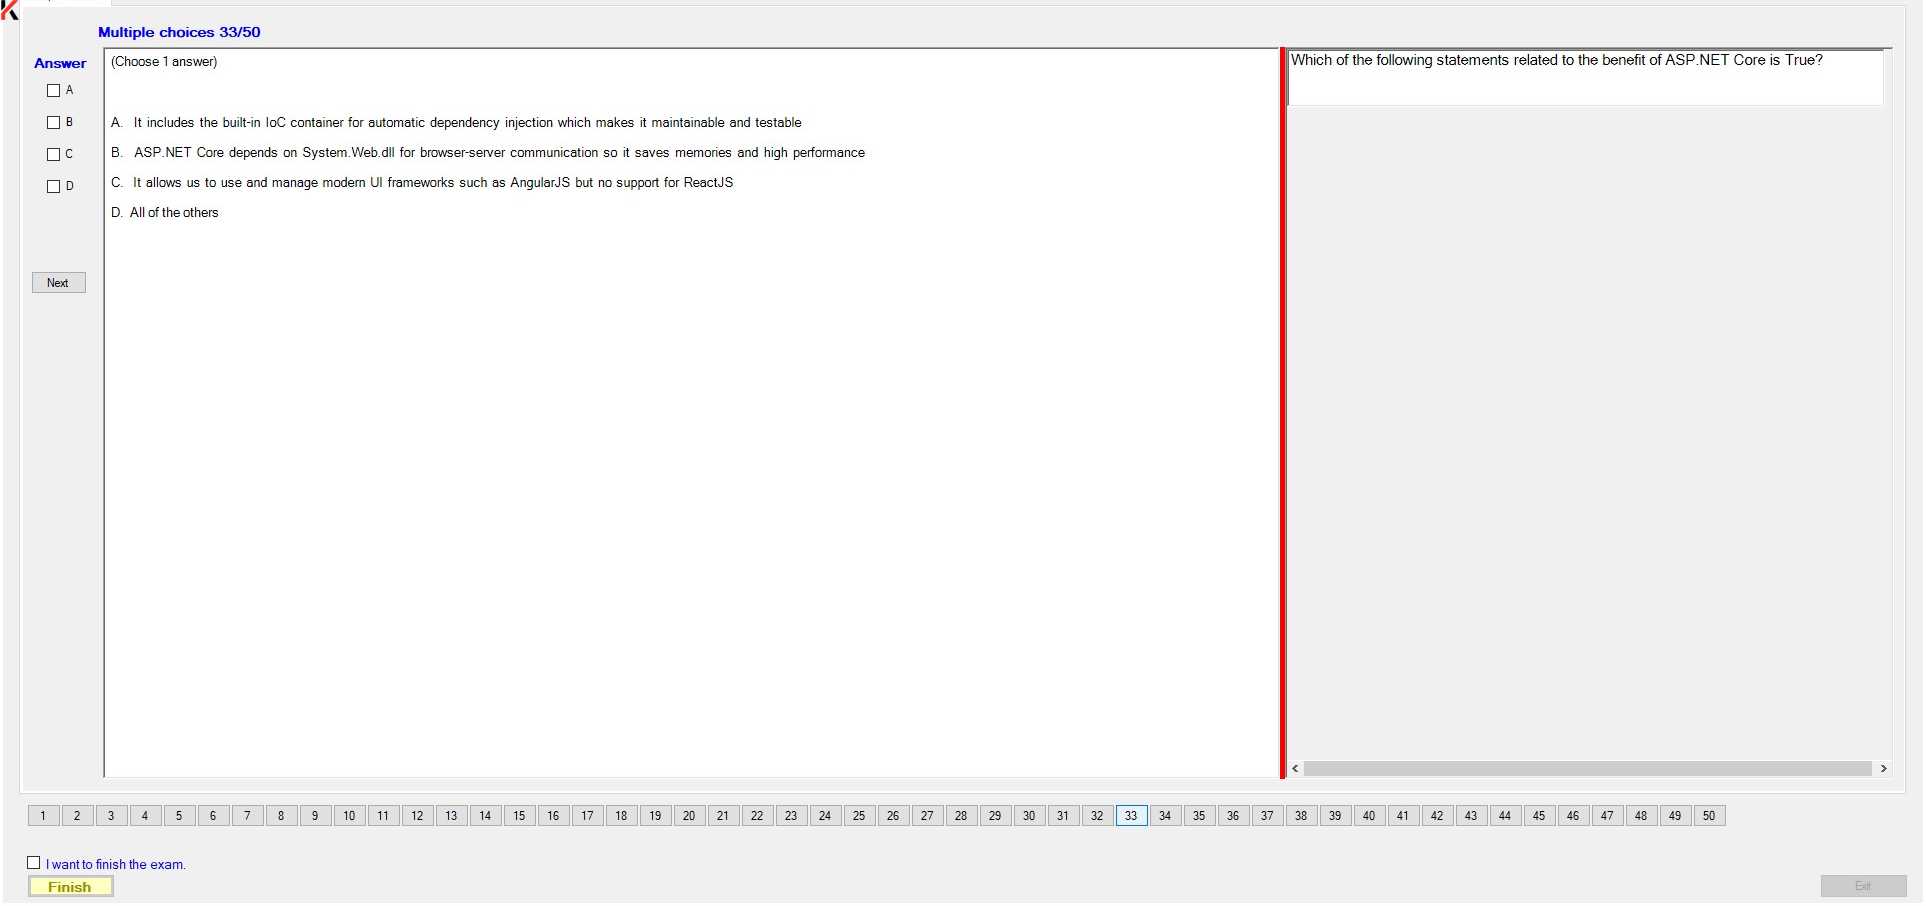 Multiple choices 33/50
Answer
A
B
C
D
Next
(Choose 1 answer)
A. It includes the built-in IoC container for automatic dependency injection which makes it maintainable and testable
B. ASP.NET Core depends on System.Web.dll for browser-server communication so it saves memories and high performance
C. It allows us to use and manage modern UI frameworks such as AngularJS but no support for ReactJS
D. All of the others
Which of the following statements related to the benefit of ASP.NET Core is True?
1 2 3 4 5 6 7 8 9 10 11 12 13 14 15 16 17 18 19 20 21 22 23 24 25 26 27 28 29 30 31 32 33 34 35 36 37 38 39 40 41 42 43 44 45 46 47 48 49 50
I want to finish the exam.
Finish
Exit